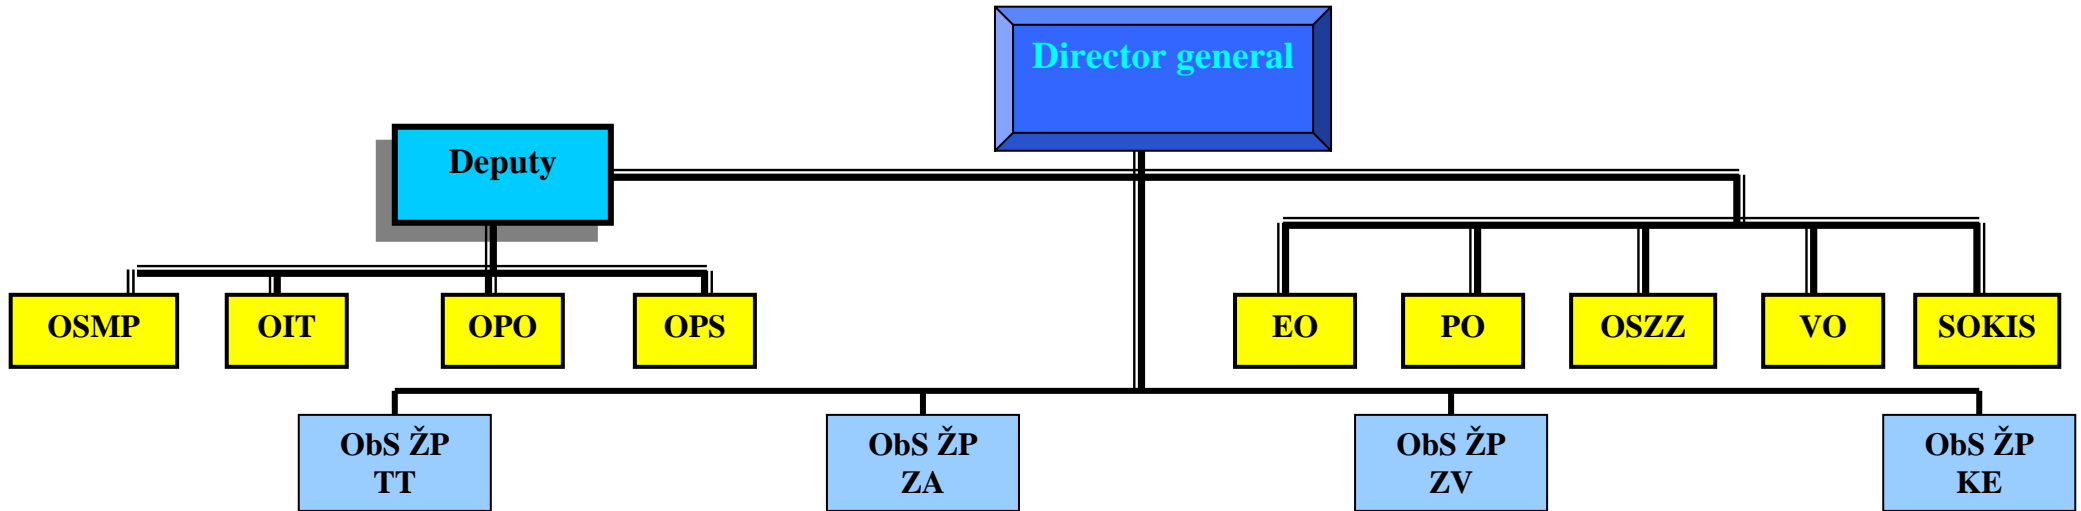 Director general
Deputy
OSMP
OIT
OPO
OPS
EO
PO
OSZZ
VO
SOKIS
ObS ŽP
TT
ObS ŽP
ZA
ObS ŽP
ZV
ObS ŽP
KE